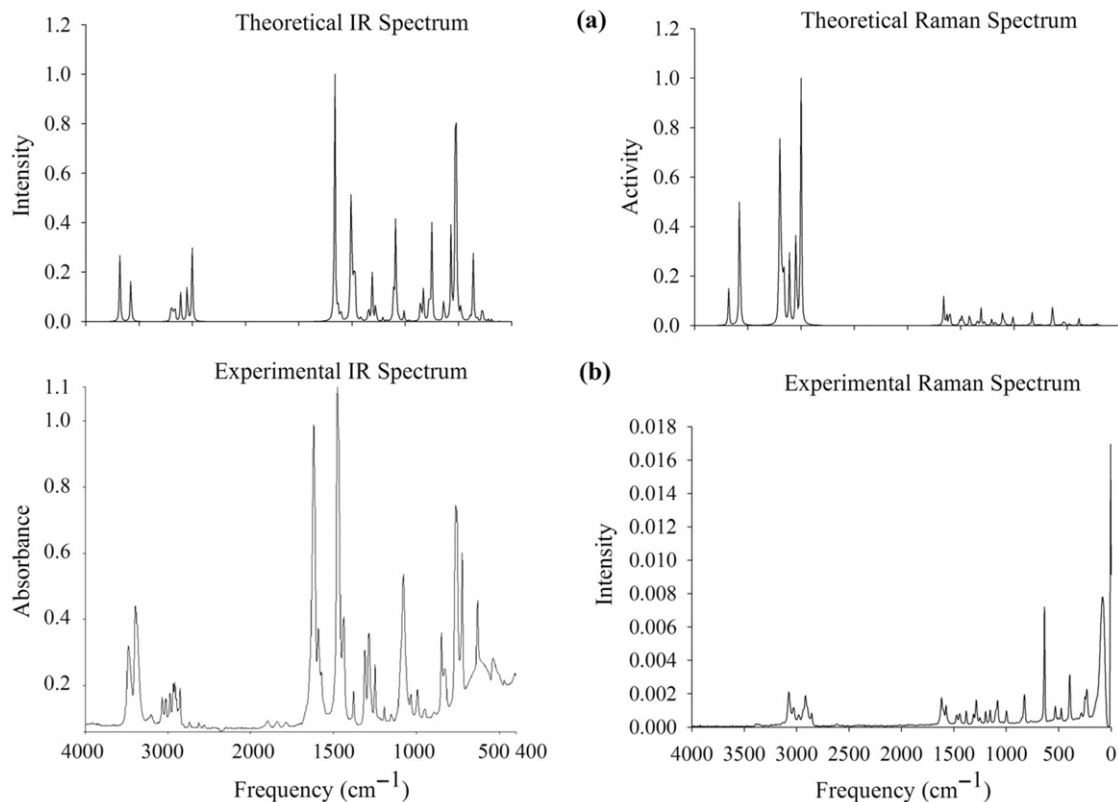 Theoretical IR Spectrum
1.2
1.0
0.8
0.6
0.4
0.2
0.0
Intensity
(a)
Theoretical Raman Spectrum
1.2
1.0
0.8
0.6
0.4
0.2
0.0
Activity
Experimental IR Spectrum
1.1
1.0
0.8
0.6
0.4
0.2
Absorbance
4000 3000 2000 1500 1000 500 400
Frequency (cm−1)
(b)
Experimental Raman Spectrum
0.018
0.016
0.014
0.012
0.010
0.008
0.006
0.004
0.002
0.000
Intensity
4000 3000 3000 2000 1500 1000 500 0
Frequency (cm−1)